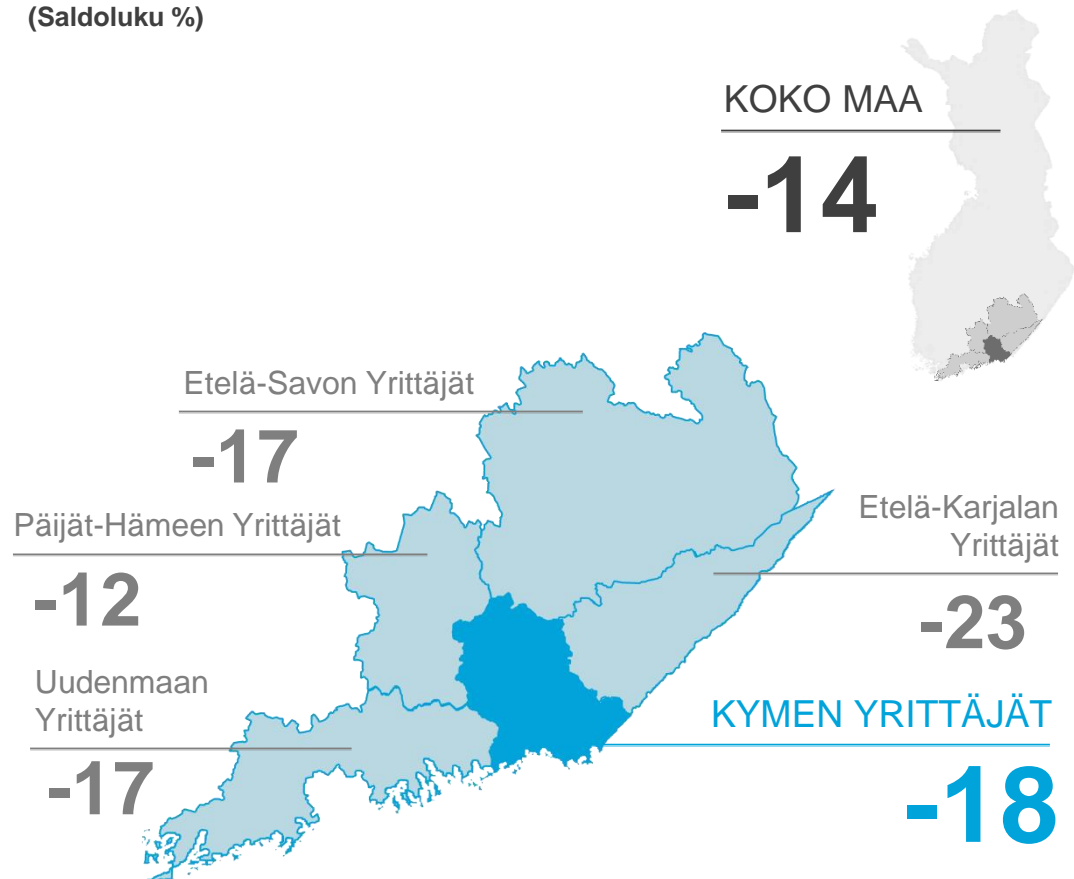 (Saldoluku %)
KOKO MAA
-14
Etelä-Savon Yrittäjät
-17
Päijät-Hämeen Yrittäjät
-12
Etelä-Karjalan
Yrittäjät
-23
Uudenmaan
Yrittäjät
-17
KYMEN YRITTÄJÄT
-18